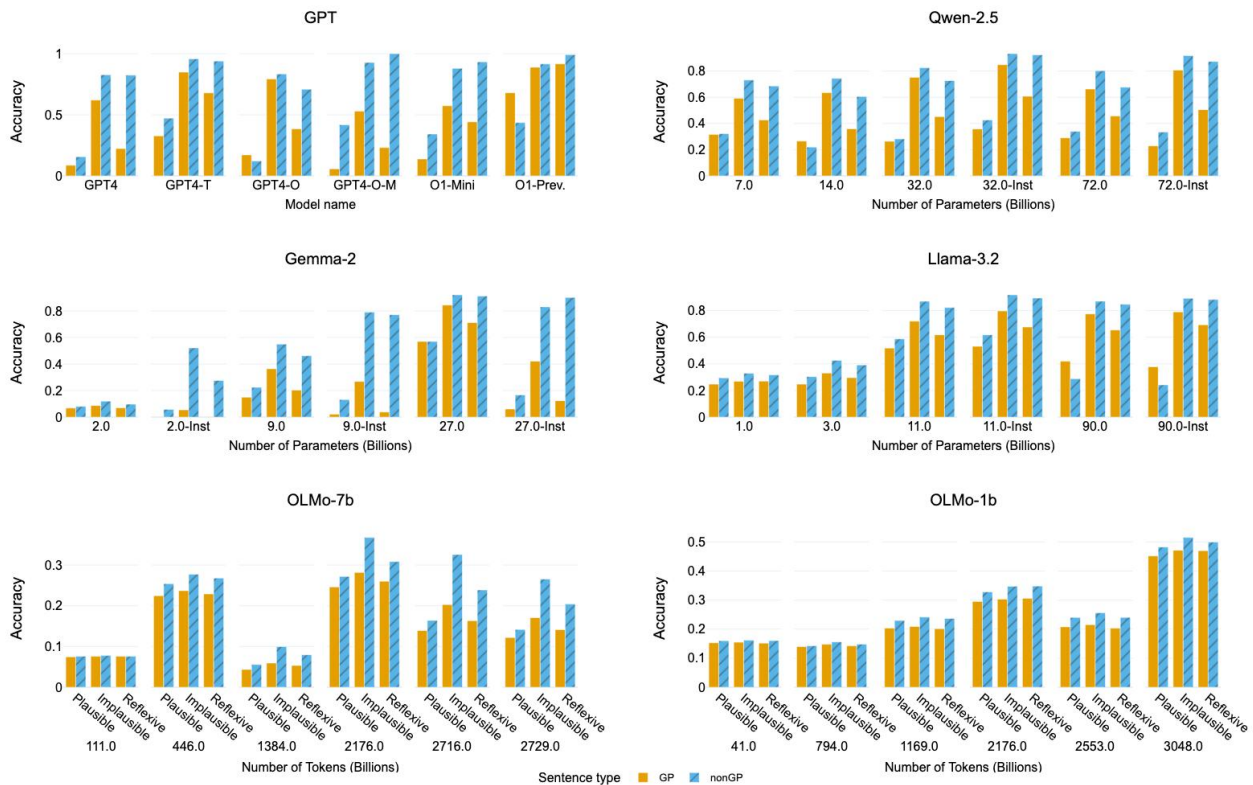 GPT
Accuracy
1
0.5
0
GPT4 GPT4-T GPT4-O GPT4-O-M O1-Mini O1-Prev.
Model name
Qwen-2.5
Accuracy
0.8
0.6
0.4
0.2
0
7.0 14.0 32.0 32.0-Inst 72.0 72.0-Inst
Number of Parameters (Billions)
Gemma-2
Accuracy
0.8
0.6
0.4
0.2
0
2.0 2.0-Inst 9.0 9.0-Inst 27.0 27.0-Inst
Number of Parameters (Billions)
Llama-3.2
Accuracy
0.8
0.6
0.4
0.2
0
1.0 3.0 11.0 11.0-Inst 90.0 90.0-Inst
Number of Parameters (Billions)
OLMo-7b
Accuracy
0.3
0.2
0.1
0
Plausible Implausible Reflexive Plausible Implausible Reflexive Plausible Implausible Reflexive Plausible Implausible Reflexive Plausible Implausible Reflexive Plausible Implausible Reflexive
111.0 446.0 1384.0 2176.0 2716.0 2729.0
Number of Tokens (Billions)
OLMo-1b
Accuracy
0.5
0.4
0.3
0.2
0.1
0
Plausible Implausible Reflexive Plausible Implausible Reflexive Plausible Implausible Reflexive Plausible Implausible Reflexive Plausible Implausible Reflexive Plausible Implausible Reflexive
41.0 794.0 1169.0 2176.0 2553.0 3048.0
Number of Tokens (Billions)
Sentence type GP nonGP